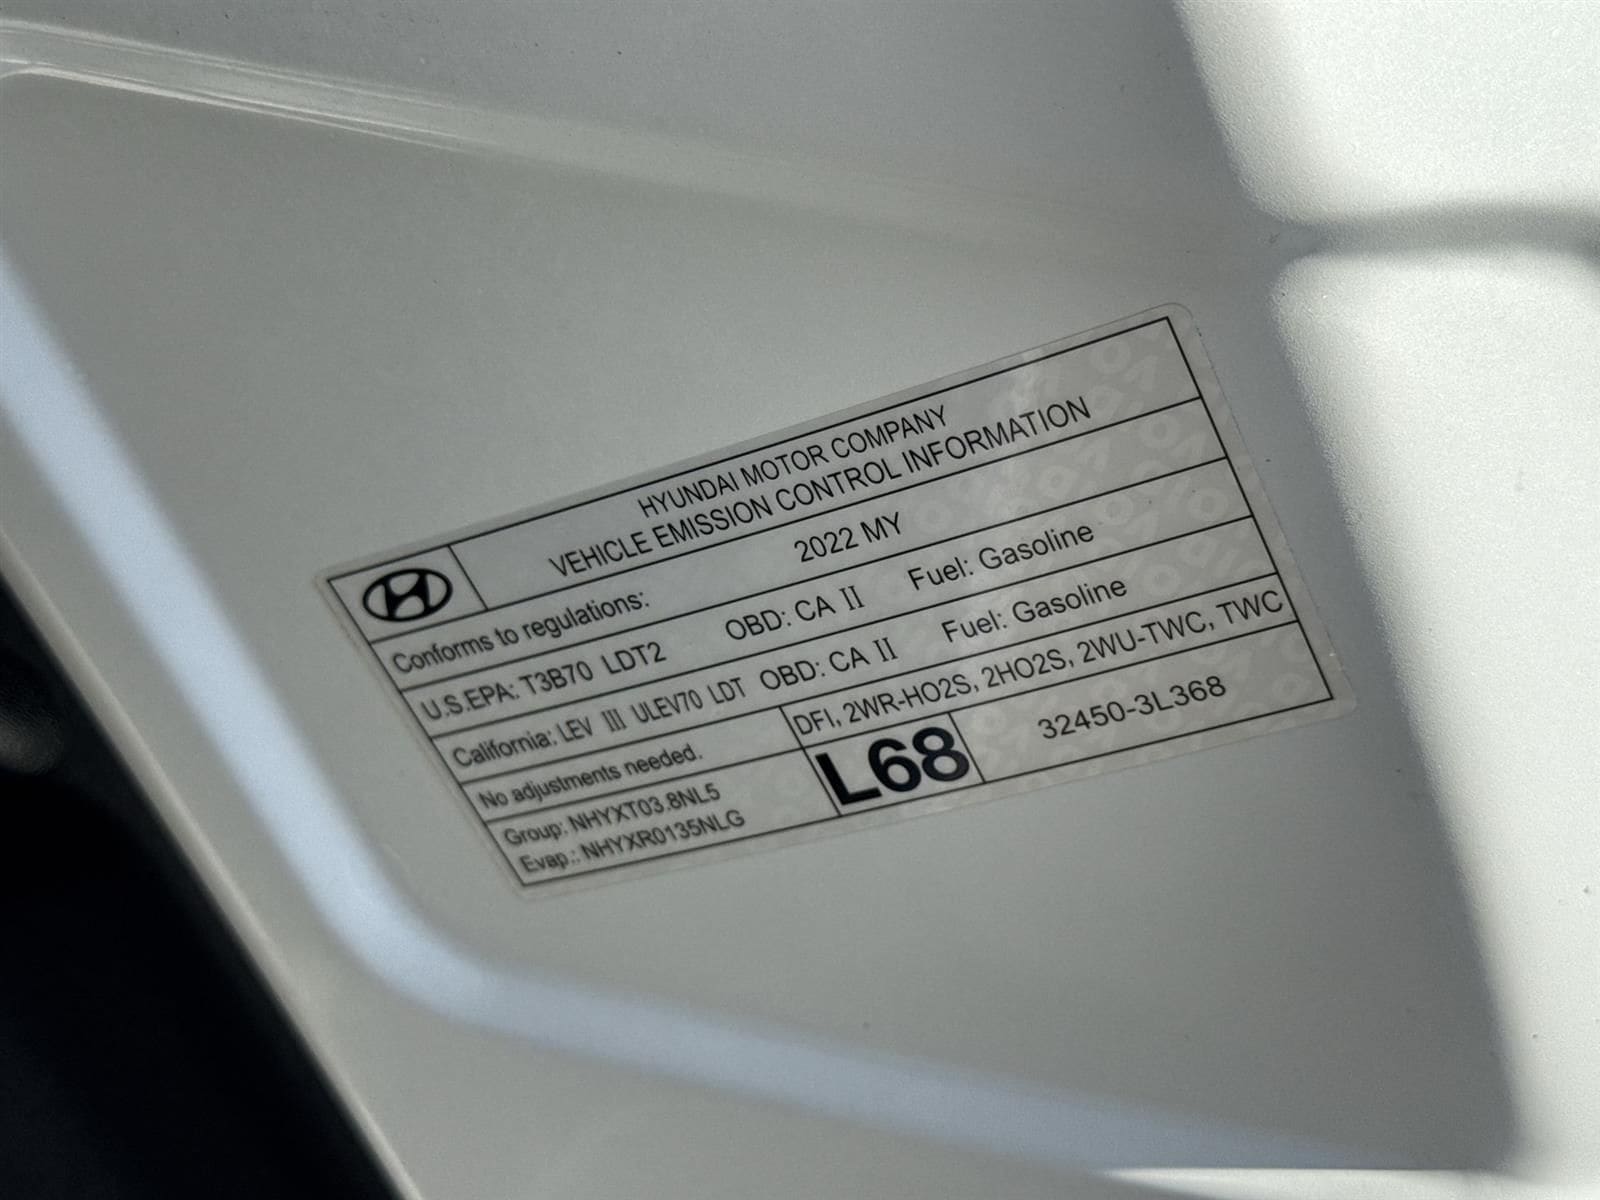 HYUNDAI MOTOR COMPANY
VEHICLE EMISSION CONTROL INFORMATION
Conforms to regulations: 2022 MY
U.S.EPA: T3B70 LDT2 OBD: CA II Fuel: Gasoline
California: LEV III ULEV70 LDT OBD: CA II Fuel: Gasoline
No adjustments needed. DFI, 2WR-HO2S, 2HO2S, 2WU-TWC, TWC
Group: NHYXT03.8NL5
Evap.: NHYXR0135NLG
L68 32450-3L368